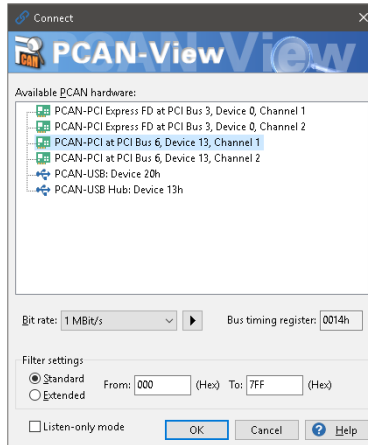 Connect
PCAN-View
Available PCAN hardware:
PCAN-PCI Express FD at PCI Bus 3, Device 0, Channel 1
PCAN-PCI Express FD at PCI Bus 3, Device 0, Channel 2
PCAN-PCI at PCI Bus 6, Device 13, Channel 1
PCAN-PCI at PCI Bus 6, Device 13, Channel 2
PCAN-USB: Device 20h
PCAN-USB Hub: Device 13h
Bit rate: 1 MBit/s Bus timing register: 0014h
Filter settings
Standard
From: 000 (Hex) To: 7FF (Hex)
Extended
Listen-only mode OK Cancel Help